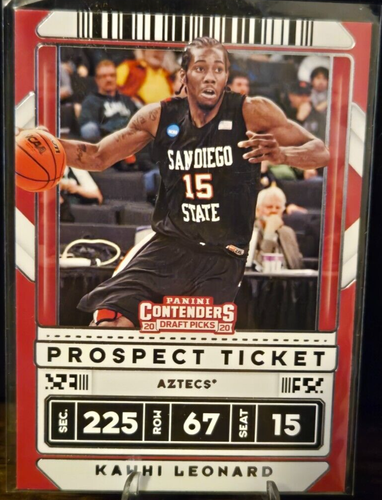 SAN DIEGO
15
STATE
PANINI
CONTENDERS
20 DRAFT PICKS 20
PROSPECT TICKET
AZTECS*
SEC. 225 ROW 67 SEAT 15
KAWHI LEONARD